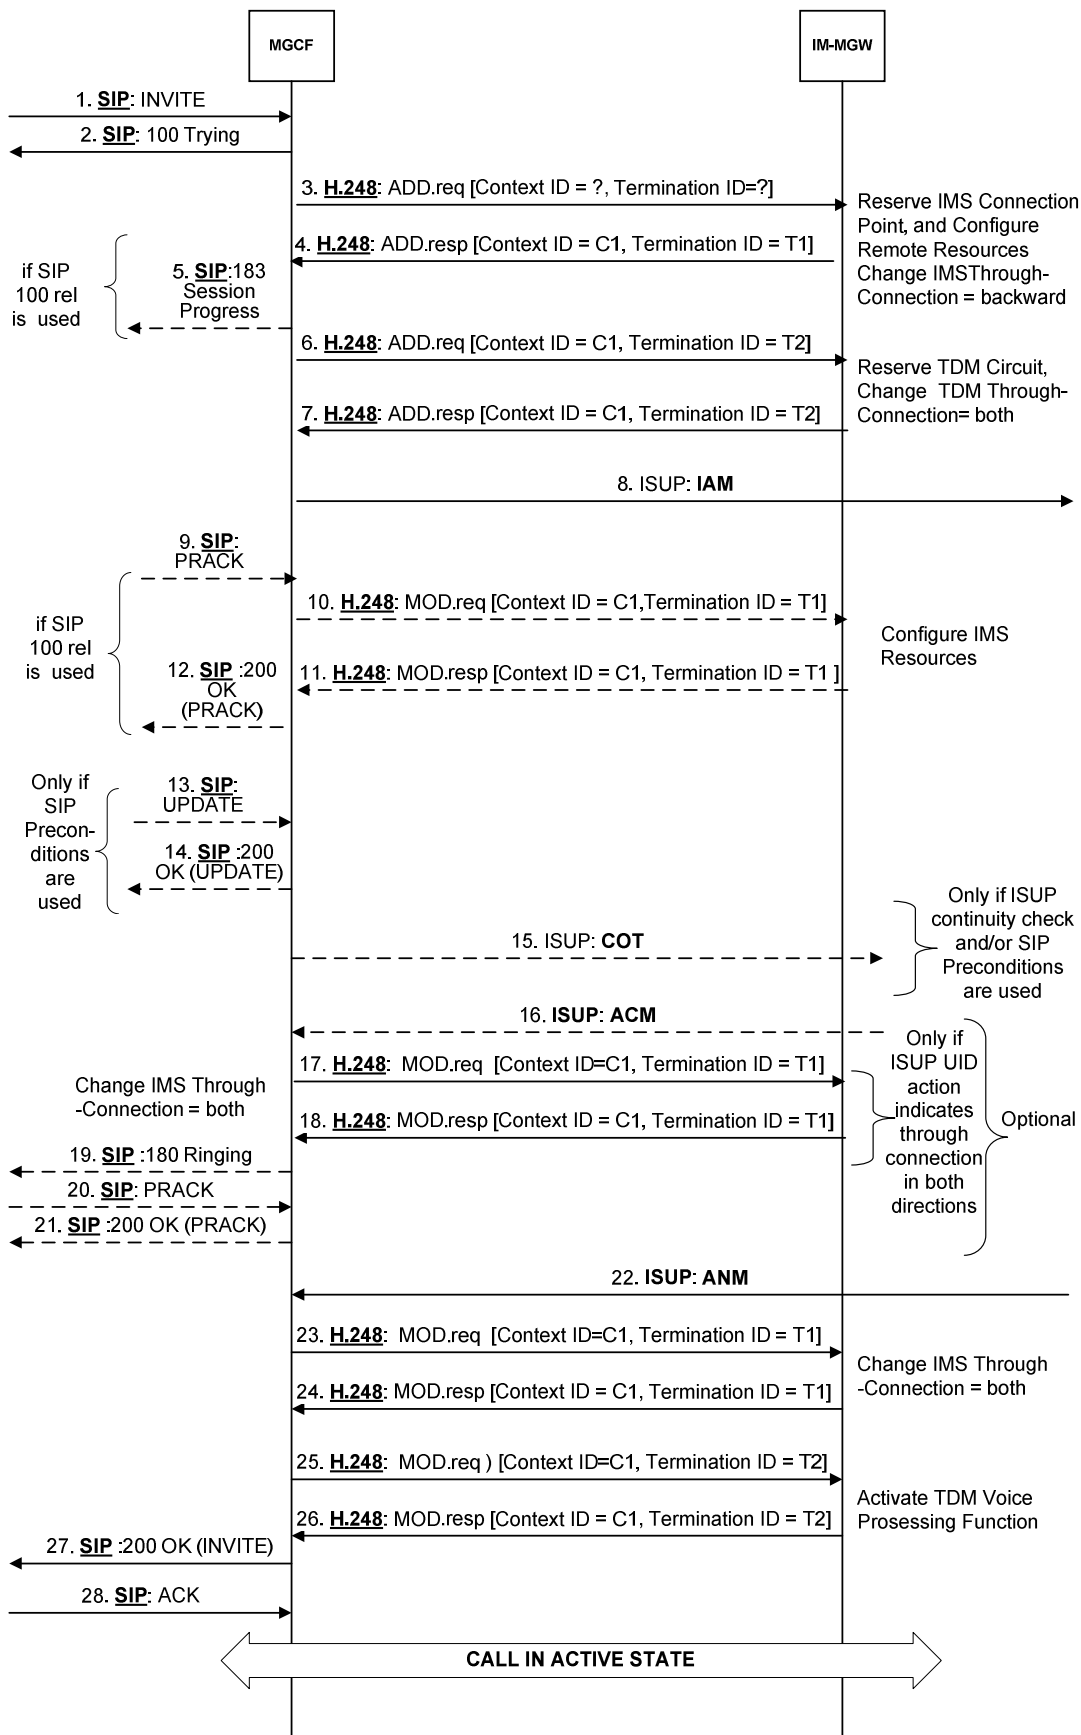 MGCF
IM-MGW
1. SIP: INVITE
2. SIP: 100 Trying
3. H.248: ADD.req [Context ID = ?, Termination ID=?]
Reserve IMS Connection
Point, and Configure
Remote Resources
Change IMSThrough-
Connection = backward
4. H.248: ADD.resp [Context ID = C1, Termination ID = T1]
if SIP
100 rel
is used
5. SIP:183
Session
Progress
6. H.248: ADD.req [Context ID = C1, Termination ID = T2]
Reserve TDM Circuit,
Change TDM Through-
Connection= both
7. H.248: ADD.resp [Context ID = C1, Termination ID = T2]
8. ISUP: IAM
9. SIP:
PRACK
10. H.248: MOD.req [Context ID = C1,Termination ID = T1]
if SIP
100 rel
is used
Configure IMS
Resources
11. H.248: MOD.resp [Context ID = C1, Termination ID = T1 ]
12. SIP :200
OK
(PRACK)
Only if
SIP
Precon-
ditions
are
used
13. SIP:
UPDATE
14. SIP :200
OK (UPDATE)
15. ISUP: COT
Only if ISUP
continuity check
and/or SIP
Preconditions
are used
16. ISUP: ACM
17. H.248: MOD.req [Context ID=C1, Termination ID = T1]
Only if
ISUP UID
action
indicates
through
connection
in both
directions
Optional
Change IMS Through
-Connection = both
18. H.248: MOD.resp [Context ID = C1, Termination ID = T1]
19. SIP :180 Ringing
20. SIP: PRACK
21. SIP :200 OK (PRACK)
22. ISUP: ANM
23. H.248: MOD.req [Context ID=C1, Termination ID = T1]
Change IMS Through
-Connection = both
24. H.248: MOD.resp [Context ID = C1, Termination ID = T1]
25. H.248: MOD.req ) [Context ID=C1, Termination ID = T2]
Activate TDM Voice
Prosessing Function
26. H.248: MOD.resp [Context ID = C1, Termination ID = T2]
27. SIP :200 OK (INVITE)
28. SIP: ACK
CALL IN ACTIVE STATE